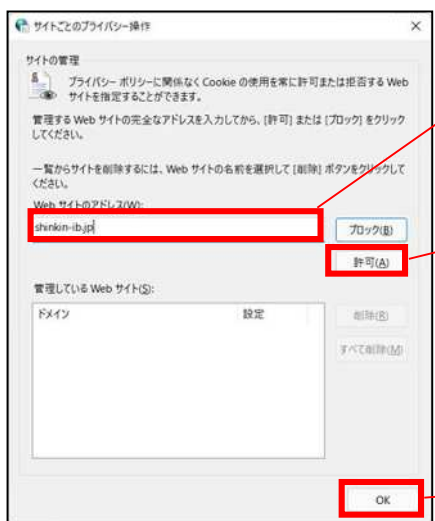 サイトごとのプライバシー操作
サイトの管理
プライバシー ポリシーに関係なく Cookie の使用を常に許可または拒否する Web
サイトを指定することができます。
管理する Web サイトの完全なアドレスを入力してから、[許可] または [ブロック] をクリック
してください。
一覧からサイトを削除するには、Web サイトの名前を選択して [削除] ボタンをクリックして
ください。
Web サイトのアドレス(W):
shinkin-ib.jp
ブロック(B)
許可(A)
管理している Web サイト(S):
ドメイン 設定
削除(R)
すべて削除(M)
OK